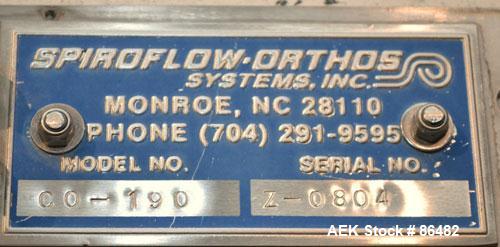 SPIROFLOW-ORTHOS
SYSTEMS, INC.
MONROE, NC 28110
PHONE (704) 291-9595
MODEL NO. SERIAL NO.
CO-190 Z-0804
AEK Stock # 86482